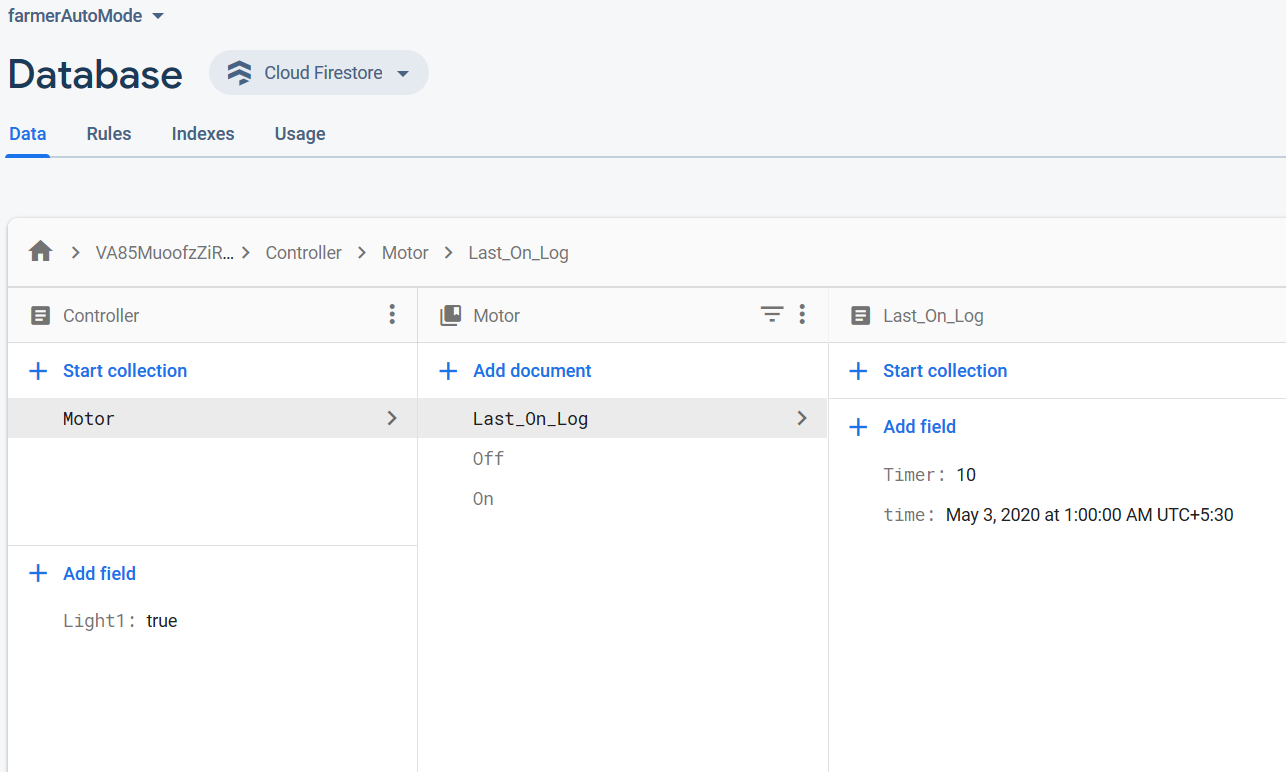 farmerAutoMode
Database
Cloud Firestore
Data Rules Indexes Usage
VA85MuoofzZiR... > Controller > Motor > Last_On_Log
Controller
Motor
Last_On_Log
+ Start collection
+ Add document
+ Start collection
Motor
Last_On_Log
+ Add field
Off
Timer: 10
On
time: May 3, 2020 at 1:00:00 AM UTC+5:30
+ Add field
Light1: true